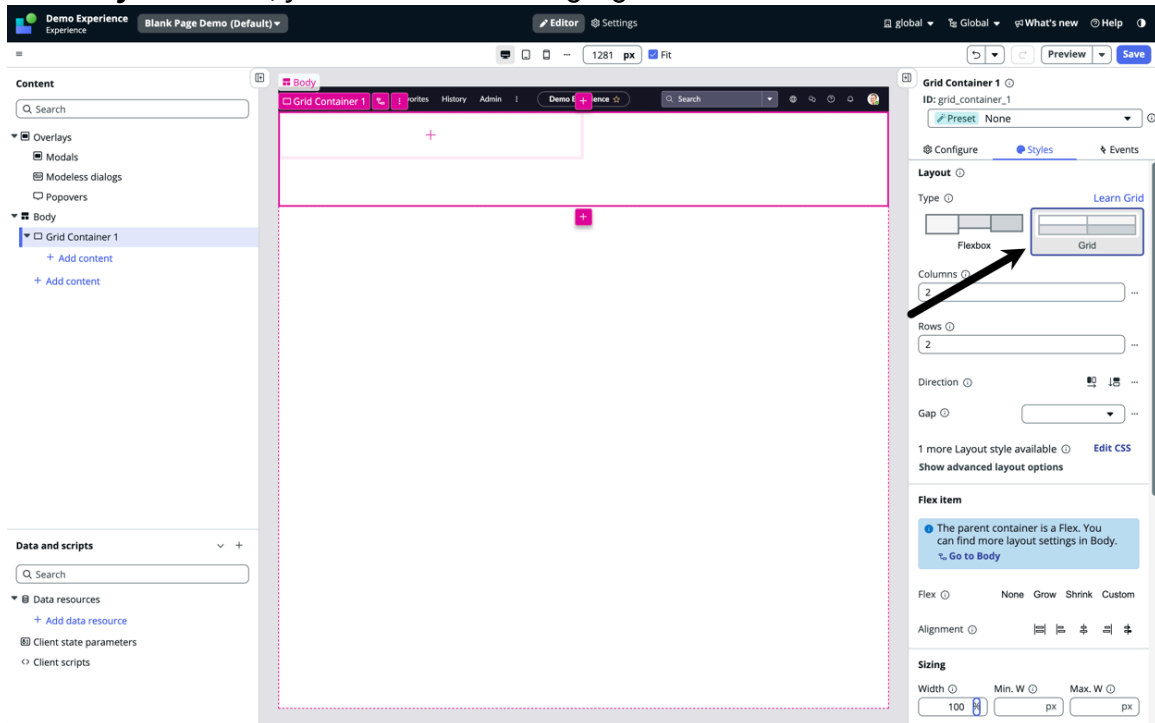 Demo Experience
Experience
Blank Page Demo (Default)
Editor
Settings
global
Global
What's new
Help
1281 px
Fit
Preview
Save
Content
Search
Overlays
Modals
Modeless dialogs
Popovers
Body
Grid Container 1
+ Add content
+ Add content
Data and scripts
Search
Data resources
+ Add data resource
Client state parameters
Client scripts
Body
Grid Container 1
orites
History
Admin
Search
Grid Container 1
ID: grid_container_1
Preset None
Configure
Styles
Events
Layout
Type
Learn Grid
Flexbox
Grid
Columns
2
Rows
2
Direction
Gap
1 more Layout style available
Edit CSS
Show advanced layout options
Flex item
The parent container is a Flex. You
can find more layout settings in Body.
Go to Body
Flex
None Grow Shrink Custom
Alignment
Sizing
Width
Min. W
Max. W
100 %
px
px